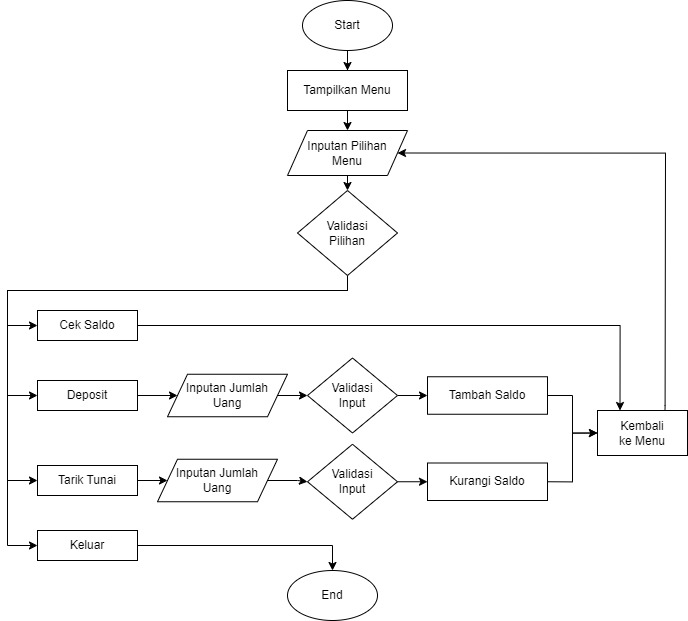 Start
Tampilkan Menu
Inputan Pilihan
Menu
Validasi
Pilihan
Cek Saldo
Deposit
Inputan Jumlah
Uang
Validasi
Input
Tambah Saldo
Kembali
ke Menu
Tarik Tunai
Inputan Jumlah
Uang
Validasi
Input
Kurangi Saldo
Keluar
End